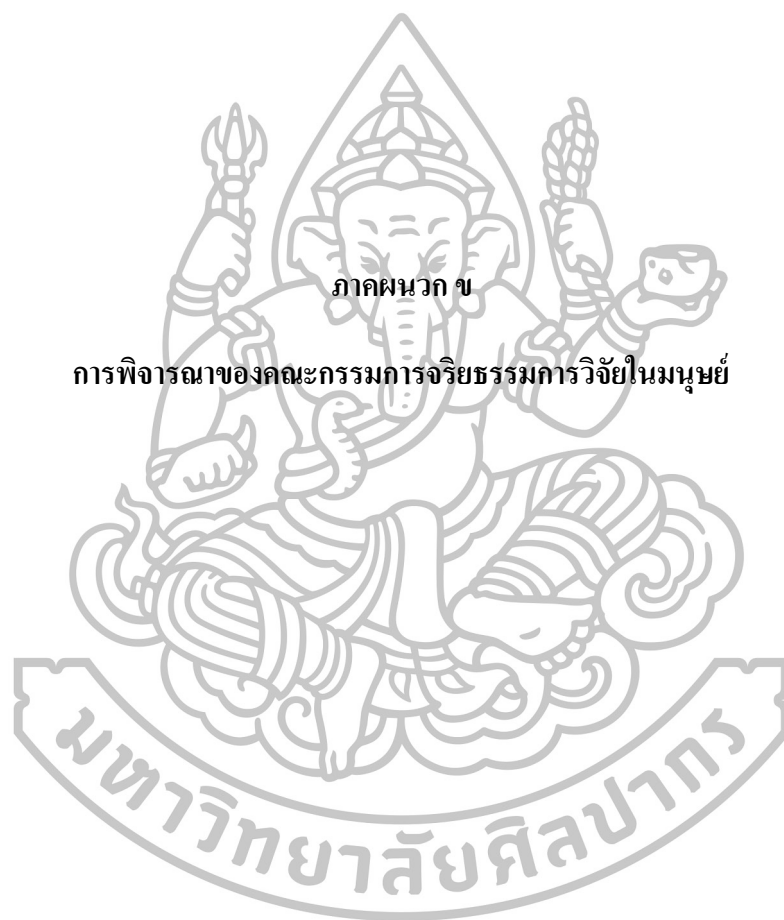 ภาคผนวก ข
การพิจารณาของคณะกรรมการจริยธรรมการวิจัยในมนุษย์
มหาวิทยาลัยศิลปากร